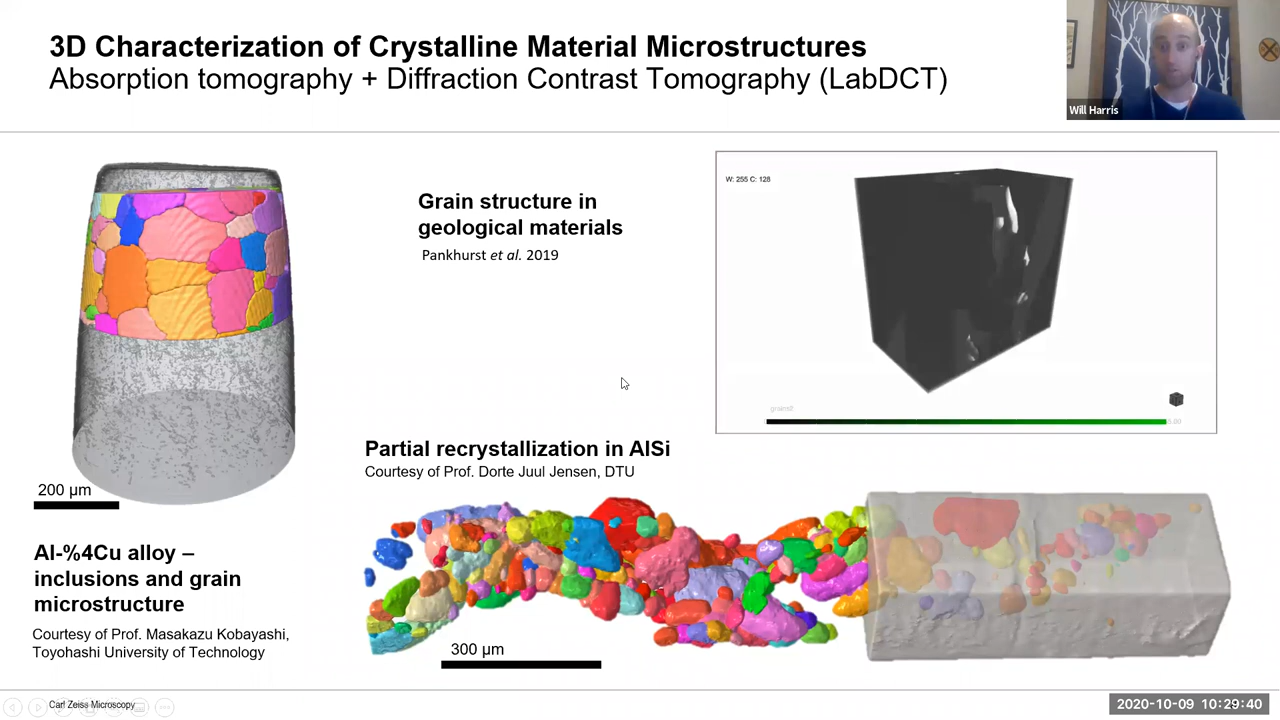 3D Characterization of Crystalline Material Microstructures
Absorption tomography + Diffraction Contrast Tomography (LabDCT)
Will Harris
Grain structure in
geological materials
Pankhurst et al. 2019
W: 255 C: 128
grains2
5.00
200 µm
Al-%4Cu alloy –
inclusions and grain
microstructure
Courtesy of Prof. Masakazu Kobayashi,
Toyohashi University of Technology
Partial recrystallization in AlSi
Courtesy of Prof. Dorte Juul Jensen, DTU
300 µm
Carl Zeiss Microscopy
2020-10-09 10:29:40